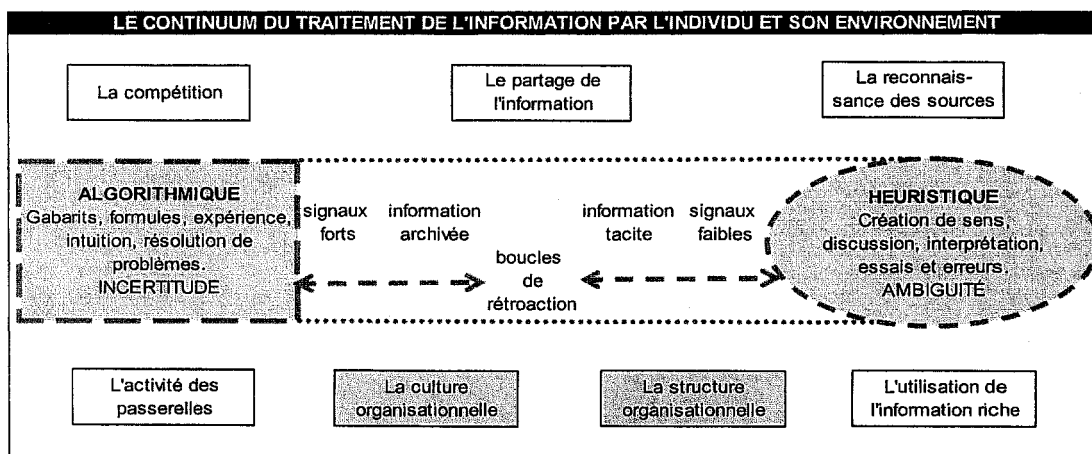 LE CONTINUUM DU TRAITEMENT DE L'INFORMATION PAR L'INDIVIDU ET SON ENVIRONNEMENT
La compétition
Le partage de
l'information
La reconnais-
sance des sources
ALGORITHMIQUE
Gabarits, formules, expérience,
intuition, résolution de
problèmes.
INCERTITUDE
signaux
forts
information
archivée
boucles
de
rétroaction
information
tacite
signaux
faibles
HEURISTIQUE
Création de sens,
discussion, interprétation,
essais et erreurs.
AMBIGUITÉ
L'activité des
passerelles
La culture
organisationnelle
La structure
organisationnelle
L'utilisation de
l'information riche